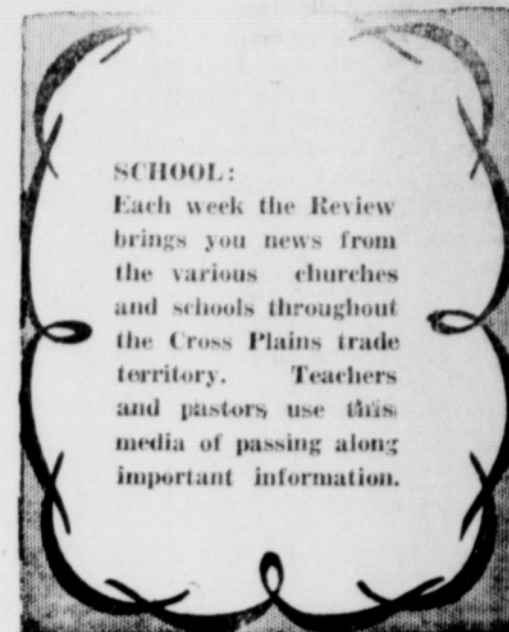 SCHOOL:
Each week the Review
brings you news from
the various churches
and schools throughout
the Cross Plains trade
territory. Teachers
and pastors use this
media of passing along
important information.